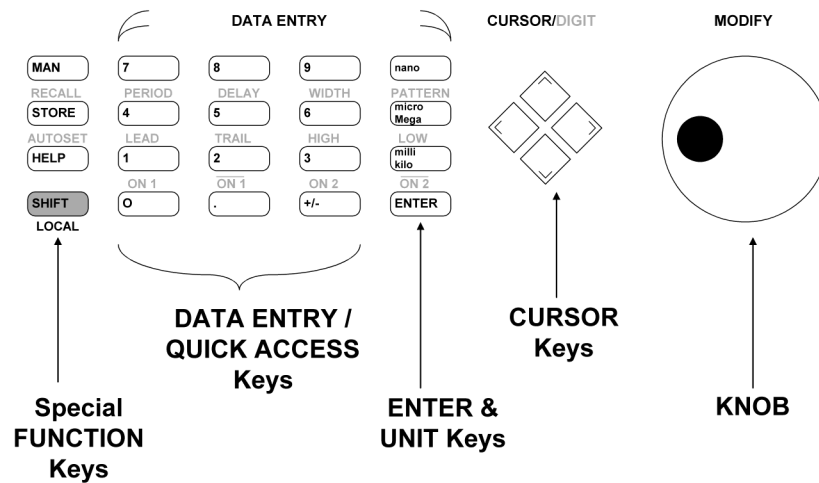 DATA ENTRY CURSOR/DIGIT MODIFY
MAN 7 8 9 nano
RECALL PERIOD DELAY WIDTH PATTERN
STORE 4 5 6 micro
Mega
AUTOSET LEAD TRAIL HIGH LOW
HELP 1 2 3 milli
kilo
ON 1 ON 1 ON 2 ON 2
SHIFT O . +/- ENTER
LOCAL
DATA ENTRY /
QUICK ACCESS
Keys
CURSOR
Keys
Special
FUNCTION
Keys
ENTER &
UNIT Keys
KNOB